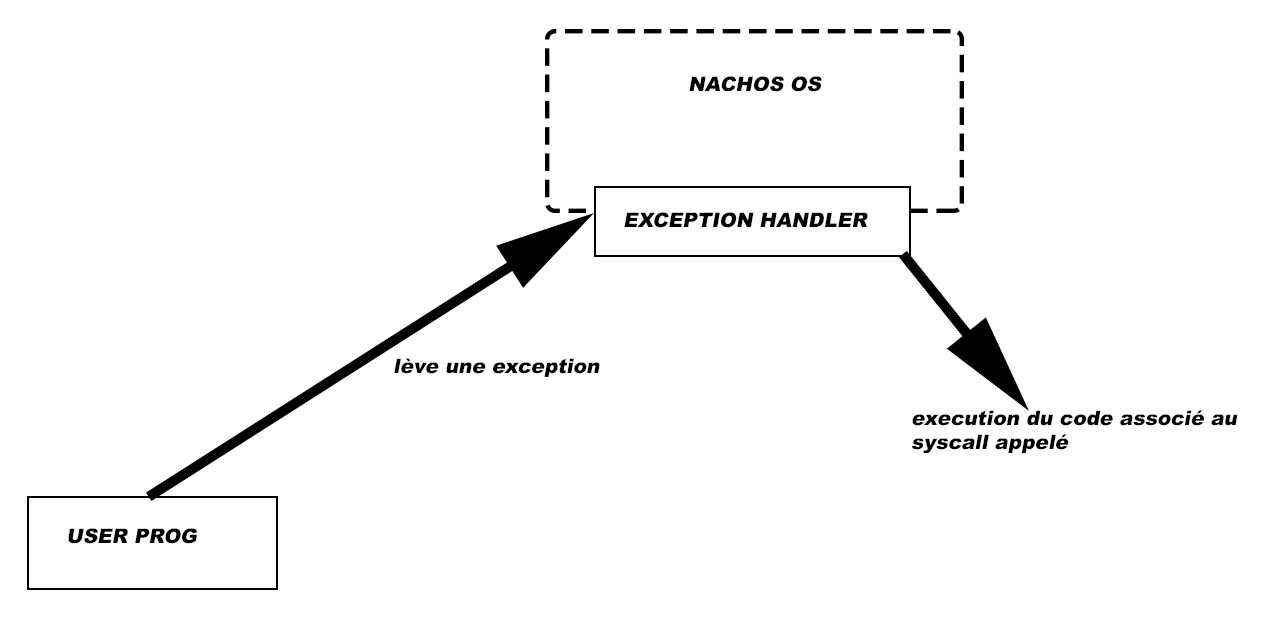 NACHOS OS
EXCEPTION HANDLER
lève une exception
execution du code associé au
syscall appelé
USER PROG